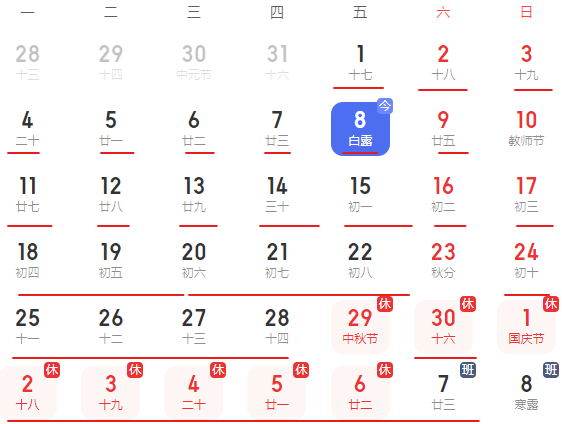 一 二 三 四 五 六 日
28 29 30 31 1 2 3
十三 十四 中元节 十六 十七 十八 十九
今
4 5 6 7 8 9 10
二十 廿一 廿二 廿三 白露 廿五 教师节
11 12 13 14 15 16 17
廿七 廿八 廿九 三十 初一 初二 初三
18 19 20 21 22 23 24
初四 初五 初六 初七 初八 秋分 初十
休 休 休
25 26 27 28 29 30 1
十一 十二 十三 十四 中秋节 十六 国庆节
休 休 休 休 休 班 班
2 3 4 5 6 7 8
十八 十九 二十 廿一 廿二 廿三 寒露